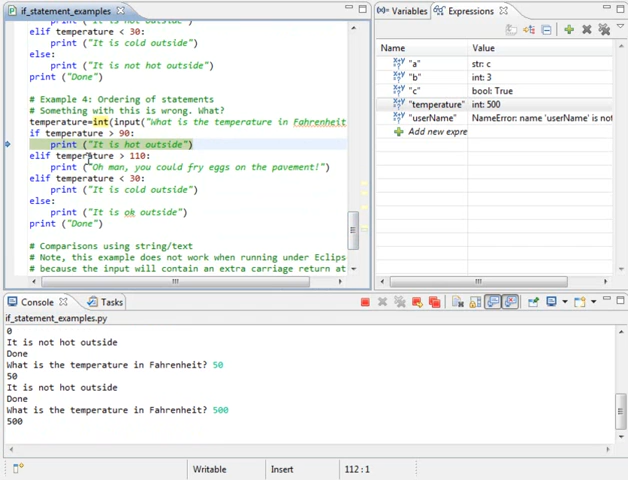 if_statement_examples
print ("It is hot outside")
elif temperature < 30:
print ("It is cold outside")
else:
print ("It is not hot outside")
print ("Done")
# Example 4: Ordering of statements
# Something with this is wrong. What?
temperature=int(input("What is the temperature in Fahrenheit
if temperature > 90:
print ("It is hot outside")
elif temperature > 110:
print ("Oh man, you could fry eggs on the pavement!")
elif temperature < 30:
print ("It is cold outside")
else:
print ("It is ok outside")
print ("Done")
# Comparisons using string/text
# Note, this example does not work when running under Eclips
# because the input will contain an extra carriage return at
Variables
Expressions
Name Value
"a" str: c
"b" int: 3
"c" bool: True
"temperature" int: 500
"userName" NameError: name 'userName' is not
Add new expre
Console Tasks
if_statement_examples.py
0
It is not hot outside
Done
What is the temperature in Fahrenheit? 50
50
It is not hot outside
Done
What is the temperature in Fahrenheit? 500
500
Writable Insert 112 : 1